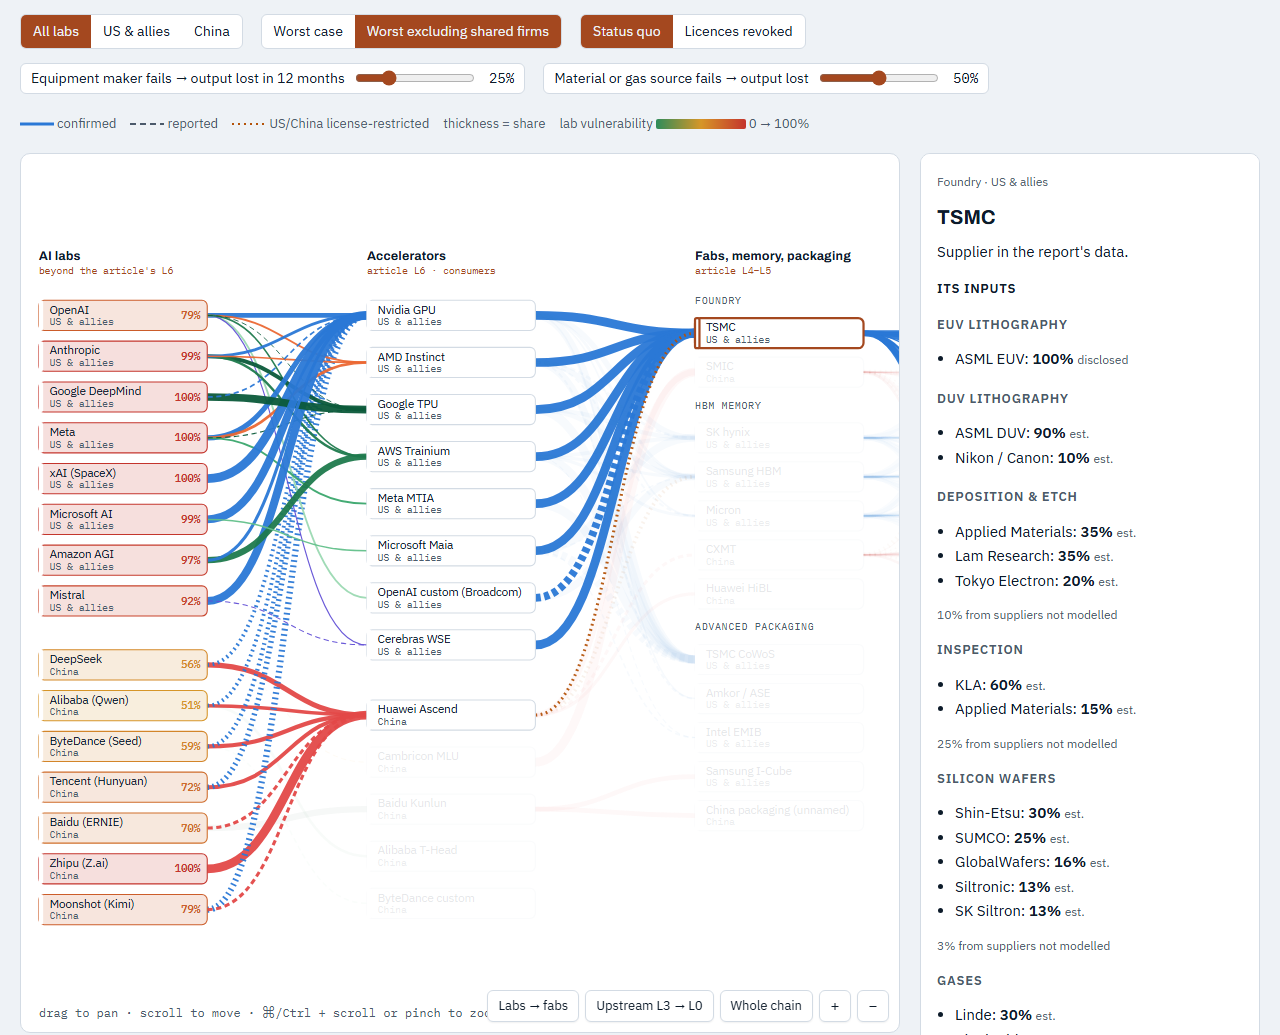 All labs US & allies China Worst case Worst excluding shared firms Status quo Licences revoked
Equipment maker fails → output lost in 12 months 25% Material or gas source fails → output lost 50%
confirmed reported US/China license-restricted thickness = share lab vulnerability 0 → 100%
AI labs
beyond the article's L6
OpenAI 79%
US & allies
Anthropic 99%
US & allies
Google DeepMind 100%
US & allies
Meta 100%
US & allies
xAI (SpaceX) 100%
US & allies
Microsoft AI 99%
US & allies
Amazon AGI 97%
US & allies
Mistral 92%
US & allies
DeepSeek 56%
China
Alibaba (Qwen) 51%
China
ByteDance (Seed) 59%
China
Tencent (Hunyuan) 72%
China
Baidu (ERNIE) 70%
China
Zhipu (Z.ai) 100%
China
Moonshot (Kimi) 79%
China
Accelerators
article L6 · consumers
Nvidia GPU
US & allies
AMD Instinct
US & allies
Google TPU
US & allies
AWS Trainium
US & allies
Meta MTIA
US & allies
Microsoft Maia
US & allies
OpenAI custom (Broadcom)
US & allies
Cerebras WSE
US & allies
Huawei Ascend
China
Cambricon MLU
China
Baidu Kunlun
China
Alibaba T-Head
China
ByteDance custom
China
Fabs, memory, packaging
article L4–L5
FOUNDRY
TSMC
US & allies
SMIC
China
HBM MEMORY
SK hynix
US & allies
Samsung HBM
US & allies
Micron
US & allies
CXMT
China
Huawei HiBL
China
ADVANCED PACKAGING
TSMC CoWoS
US & allies
Amkor / ASE
US & allies
Intel EMIB
US & allies
Samsung I-Cube
US & allies
China packaging (unnamed)
China
drag to pan · scroll to move · ⌘/Ctrl + scroll or pinch to
Labs → fabs Upstream L3 → L0 Whole chain + −
Foundry · US & allies
TSMC
Supplier in the report's data.
ITS INPUTS
EUV LITHOGRAPHY
• ASML EUV: 100% disclosed
DUV LITHOGRAPHY
• ASML DUV: 90% est.
• Nikon / Canon: 10% est.
DEPOSITION & ETCH
• Applied Materials: 35% est.
• Lam Research: 35% est.
• Tokyo Electron: 20% est.
10% from suppliers not modelled
INSPECTION
• KLA: 60% est.
• Applied Materials: 15% est.
25% from suppliers not modelled
SILICON WAFERS
• Shin-Etsu: 30% est.
• SUMCO: 25% est.
• GlobalWafers: 16% est.
• Siltronic: 13% est.
• SK Siltron: 13% est.
3% from suppliers not modelled
GASES
• Linde: 30% est.